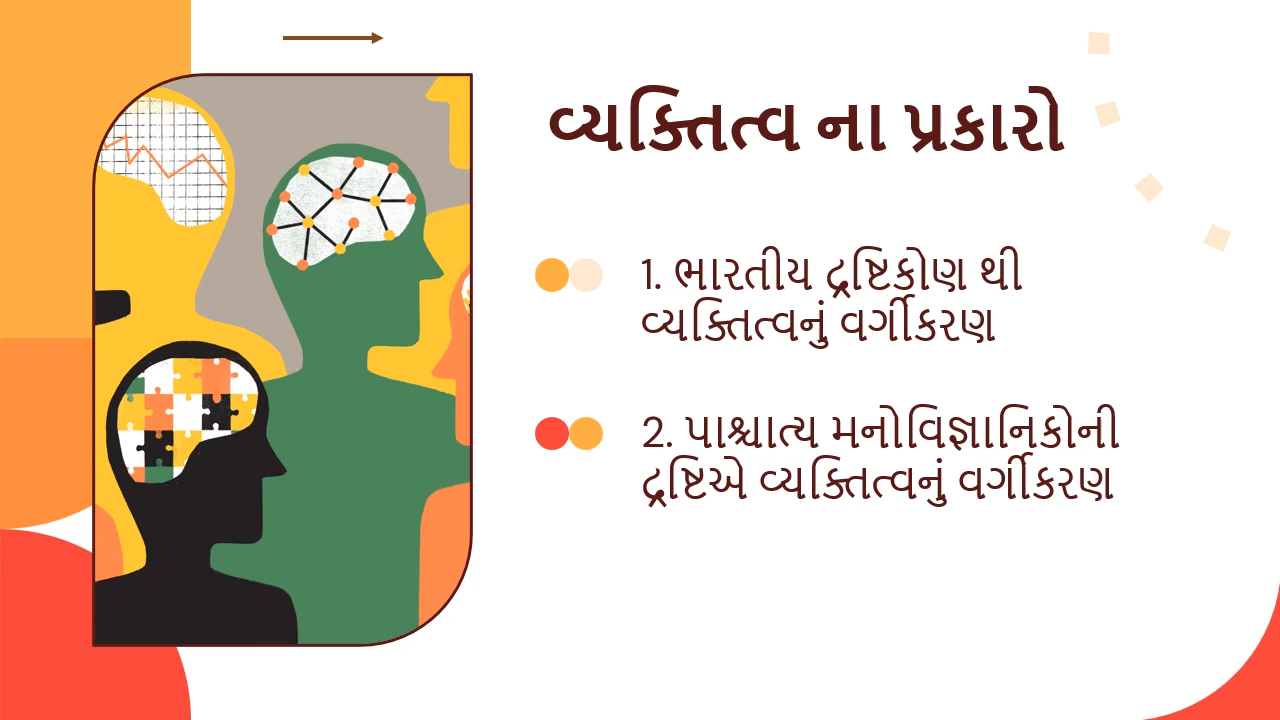 વ્યક્તિત્વ ના પ્રકારો
1. ભારતીય દ્રષ્ટિકોણ થી
વ્યક્તિત્વનું વર્ગીકરણ
2. પાશ્ચાત્ય મનોવિજ્ઞાનિકોની
દ્રષ્ટિએ વ્યક્તિત્વનું વર્ગીકરણ